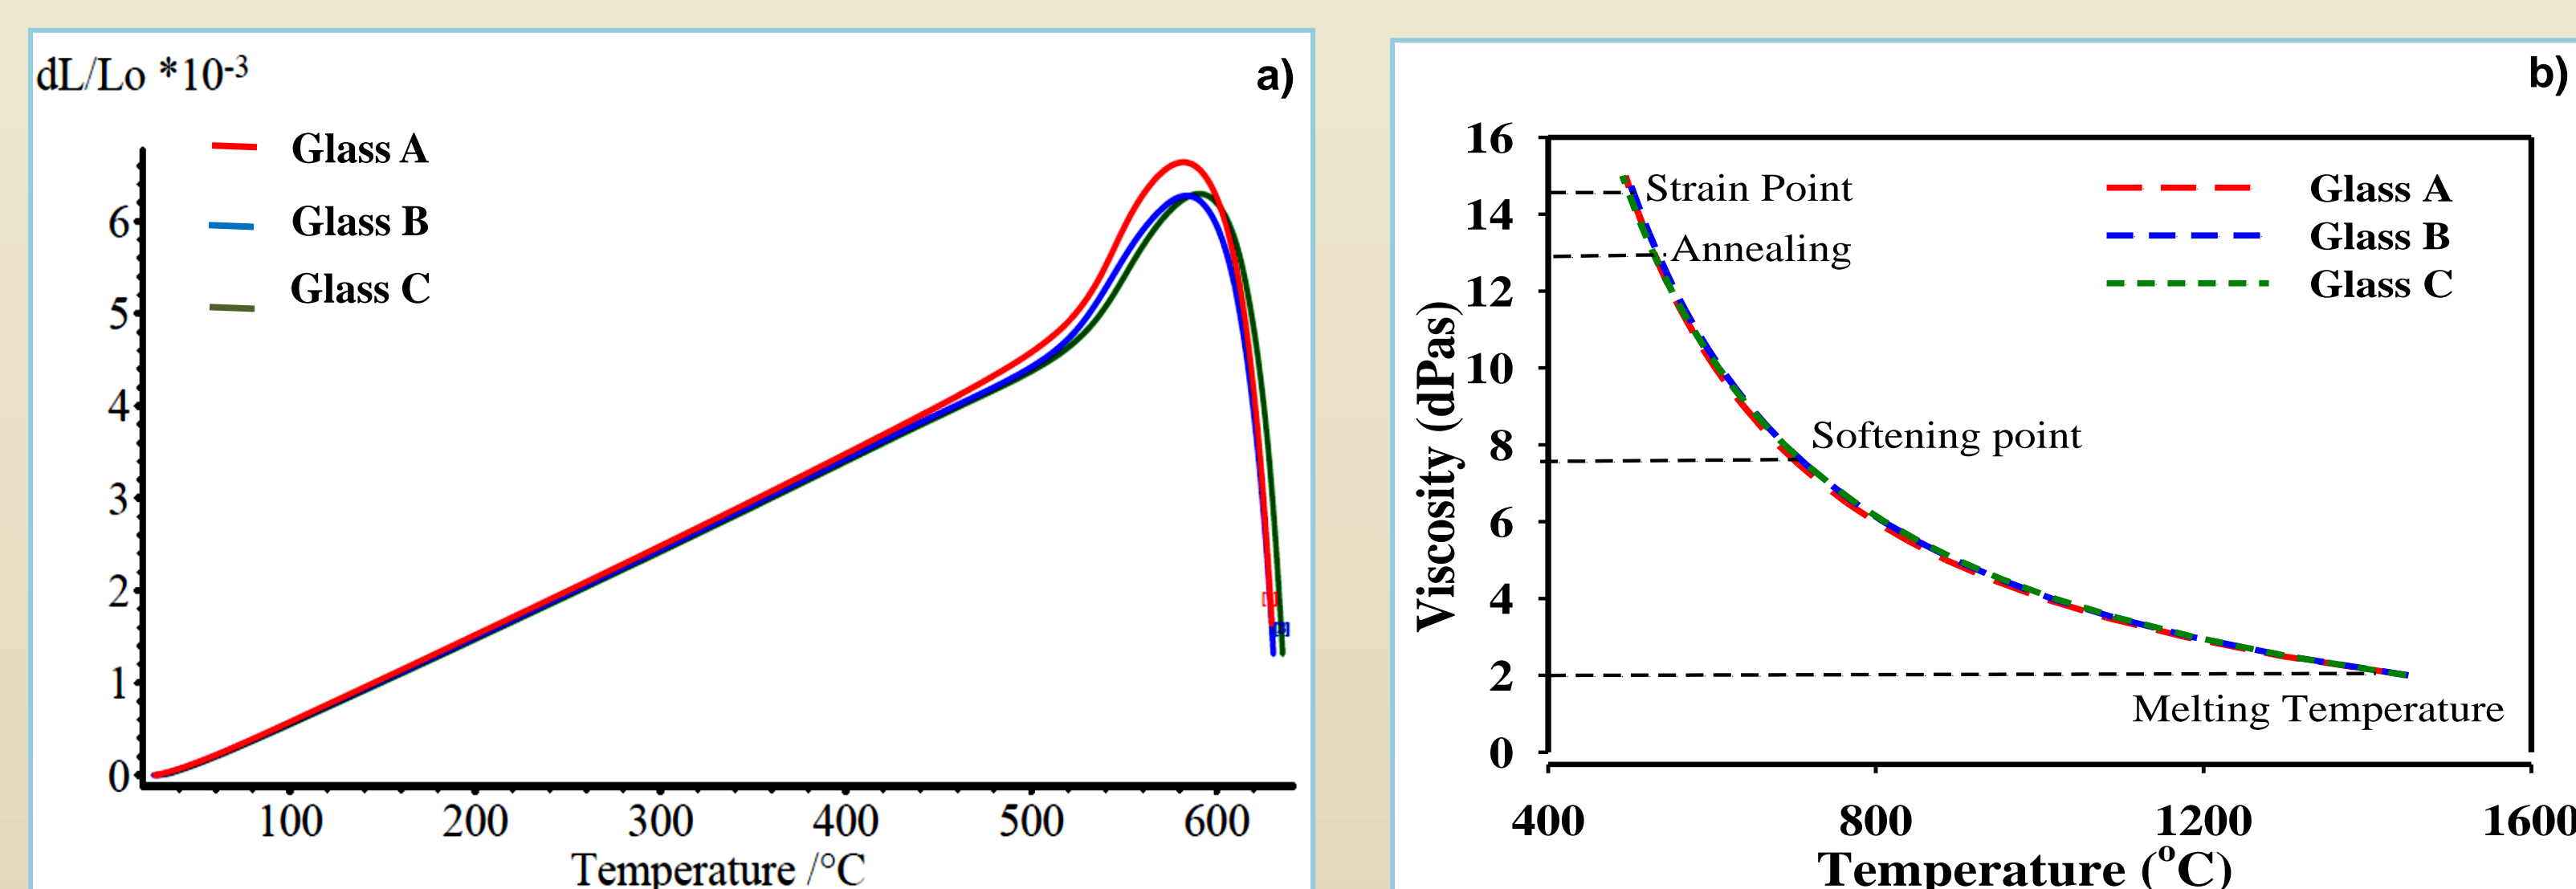 dL/Lo *10-3
a)
Glass A
Glass B
Glass C
6
5
4
3
2
1
0
100 200 300 400 500 600
Temperature /°C
b)
16
14
12
10
8
6
4
2
0
Viscosity (dPas)
Strain Point
Annealing
Softening point
Melting Temperature
Glass A
Glass B
Glass C
400 800 1200 1600
Temperature (oC)